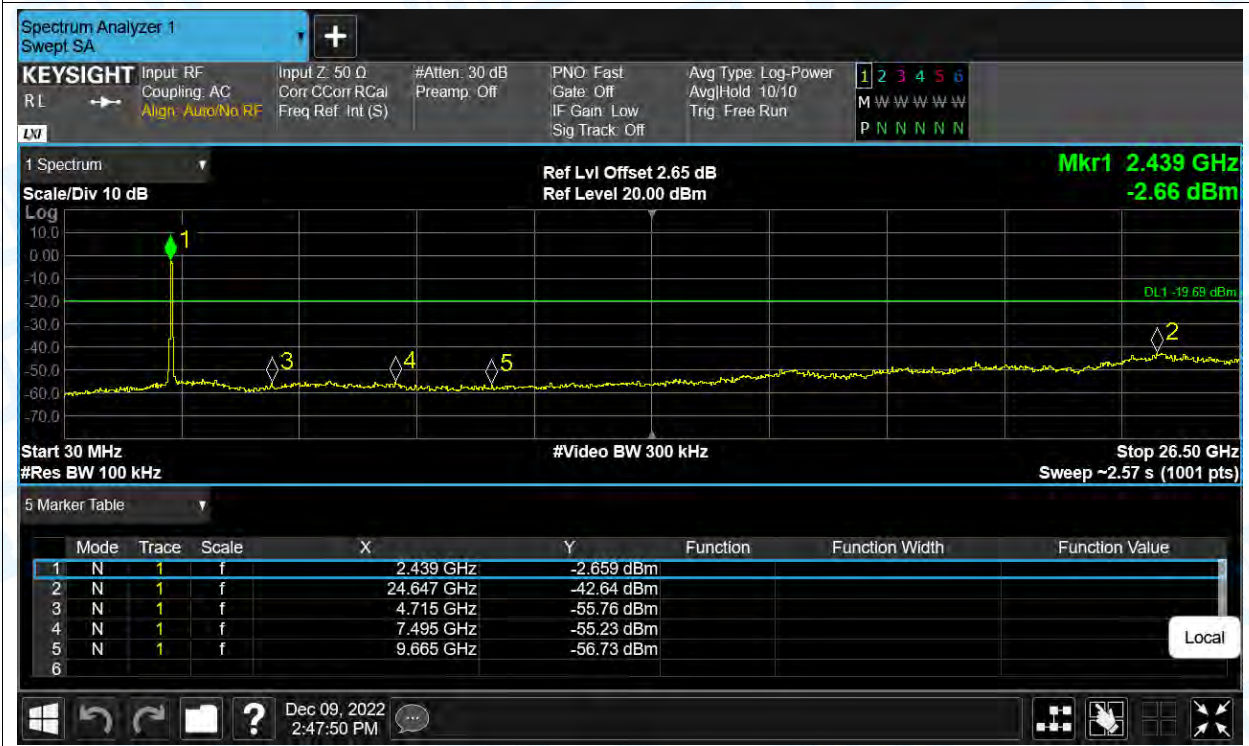 Spectrum Analyzer 1
Swept SA
+
KEYSIGHT Input: RF Input Z: 50 Ω #Atten: 30 dB PNO: Fast Avg Type: Log-Power 1 2 3 4 5 6
RL Coupling: AC Corr CCorr RCal Preamp: Off Gate: Off Avg|Hold: 10/10 M W W W W W
Align: Auto/No RF Freq Ref: Int (S) IF Gain: Low Trig: Free Run
LXI Sig Track: Off P N N N N N
1 Spectrum Ref Lvl Offset 2.65 dB Mkr1 2.439 GHz
Scale/Div 10 dB Ref Level 20.00 dBm -2.66 dBm
Log
10.0
1
0.00
-10.0
DL1 -19.69 dBm
-20.0
-30.0
2
-40.0
3 4 5
-50.0
-60.0
-70.0
Start 30 MHz #Video BW 300 kHz Stop 26.50 GHz
#Res BW 100 kHz Sweep ~2.57 s (1001 pts)
5 Marker Table
Mode Trace Scale X Y Function Function Width Function Value
1 N 1 f 2.439 GHz -2.659 dBm
2 N 1 f 24.647 GHz -42.64 dBm
3 N 1 f 4.715 GHz -55.76 dBm
4 N 1 f 7.495 GHz -55.23 dBm
5 N 1 f 9.665 GHz -56.73 dBm
6
Local
? Dec 09, 2022
2:47:50 PM